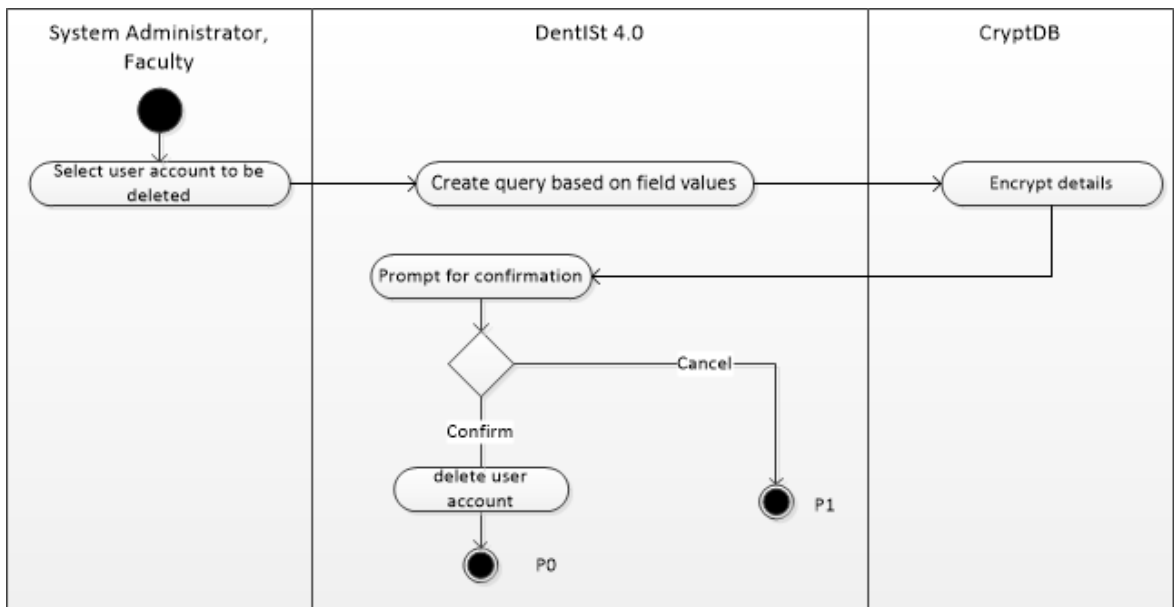 System Administrator,
Faculty
DentISt 4.0
CryptDB
Select user account to be
deleted
Create query based on field values
Encrypt details
Prompt for confirmation
Cancel
Confirm
delete user
account
P1
P0